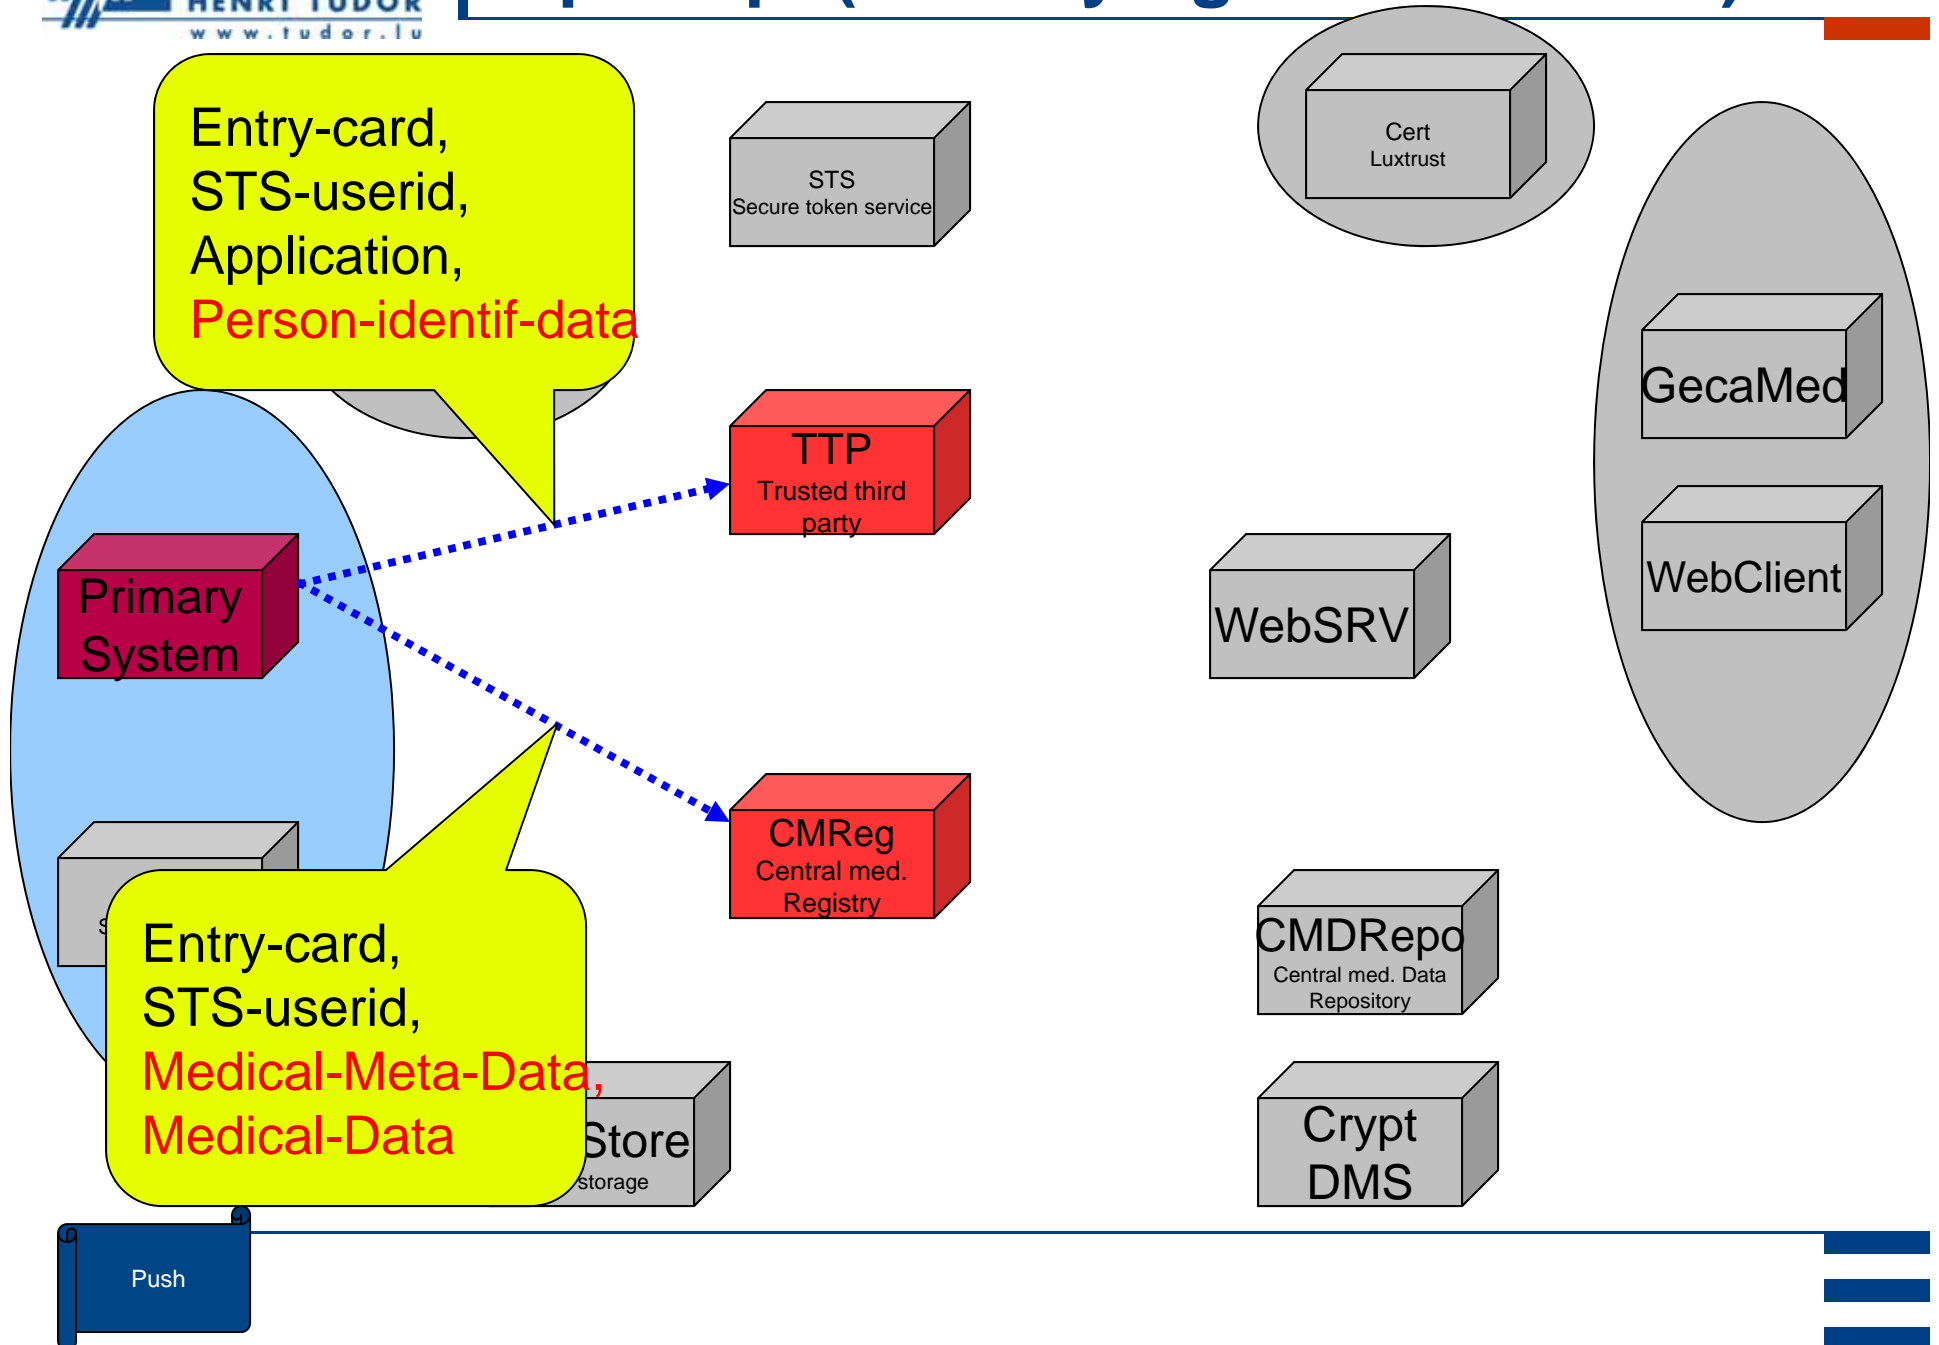 HENRI TUDOR
www.tudor.lu
Entry-card,
STS-userid,
Application,
Person-identif-data
STS
Secure token service
Cert
Luxtrust
GecaMed
TTP
Trusted third
party
WebClient
Primary
System
WebSRV
CMReg
Central med.
Registry
CMDRepo
Central med. Data
Repository
Entry-card,
STS-userid,
Medical-Meta-Data,
Medical-Data
Store
storage
Crypt
DMS
Push